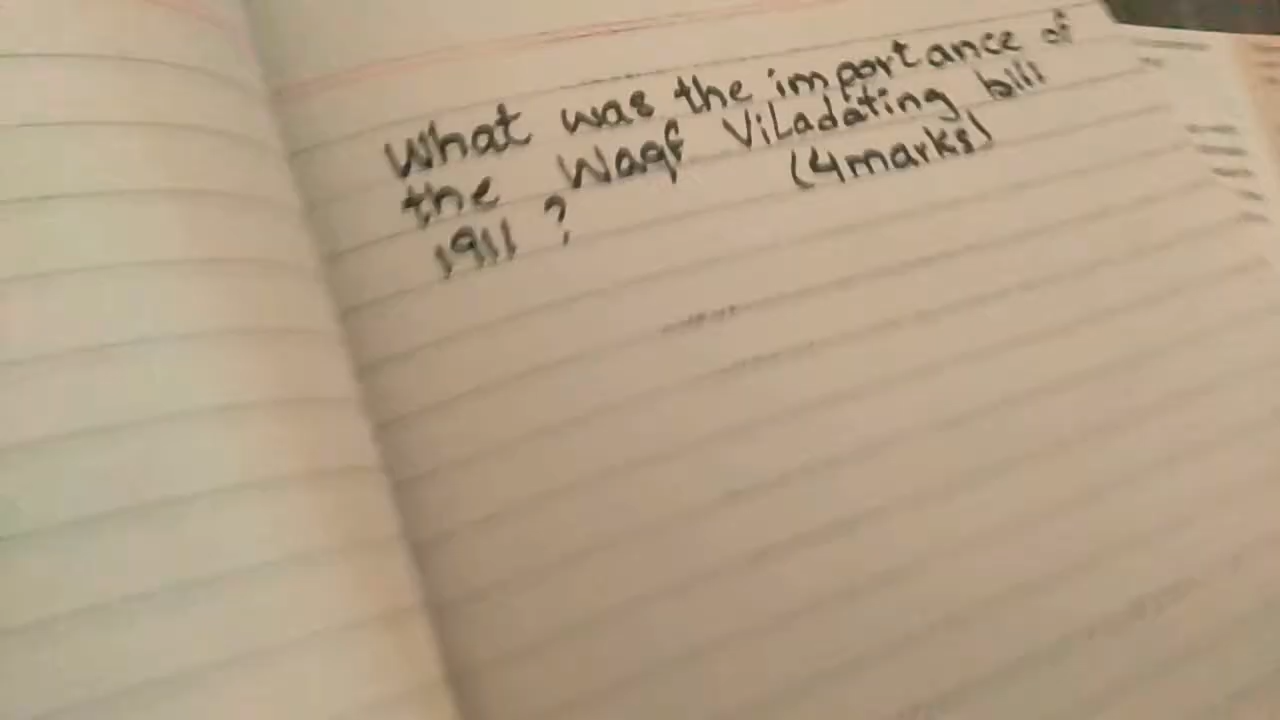 What was the importance of
the Waqf Viladating bill
1911 ? (4marks)